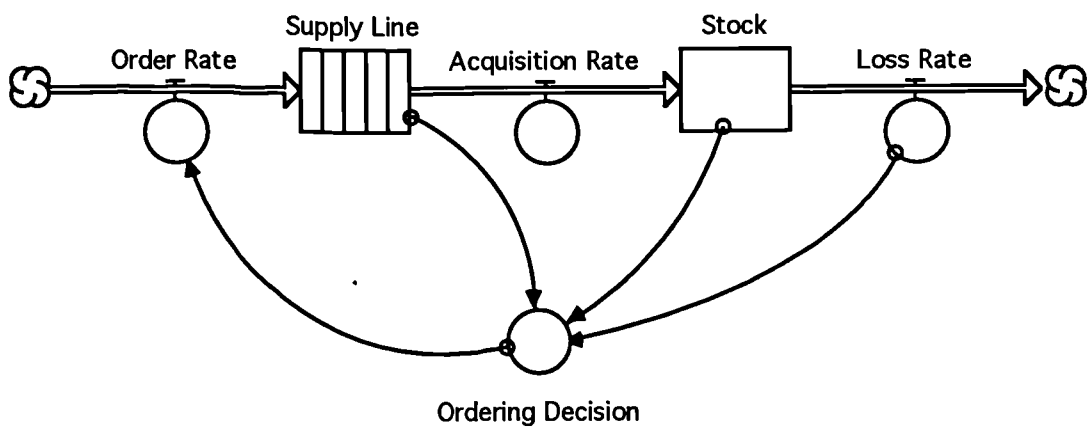 Supply Line
Stock
Order Rate
Acquisition Rate
Loss Rate
Ordering Decision